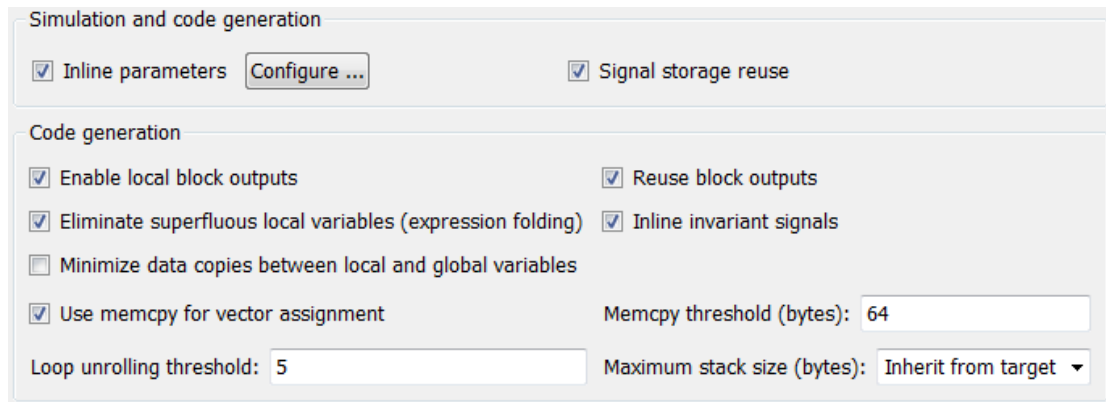 Simulation and code generation
Inline parameters Configure ... Signal storage reuse
Code generation
Enable local block outputs Reuse block outputs
Eliminate superfluous local variables (expression folding) Inline invariant signals
Minimize data copies between local and global variables
Use memcpy for vector assignment Memcpy threshold (bytes): 64
Loop unrolling threshold: 5 Maximum stack size (bytes): Inherit from target